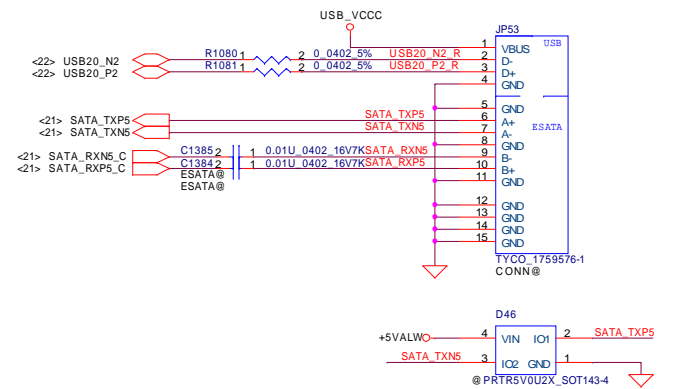 USB_VCCC
JP53
USB
1 VBUS
<22> USB20_N2 R1080 1 2 0_0402_5% USB20_N2_R 2 D-
<22> USB20_P2 R1081 1 2 0_0402_5% USB20_P2_R 3 D+
4 GND
5 GND
<21> SATA_TXP5 SATA_TXP5 6 A+
ESATA
<21> SATA_TXN5 SATA_TXN5 7 A-
8 GND
<21> SATA_RXN5_C C1385 2 1 0.01U_0402_16V7K SATA_RXN5 9 B-
<21> SATA_RXP5_C C1384 2 1 0.01U_0402_16V7K SATA_RXP5 10 B+
ESATA@
ESATA@
11 GND
12 GND
13 GND
14 GND
15 GND
TYCO_1759576-1
CONN@
D46
+5VALW 4 VIN IO1 2 SATA_TXP5
SATA_TXN5 3 IO2 GND 1
@ PRTR5V0U2X_SOT143-4